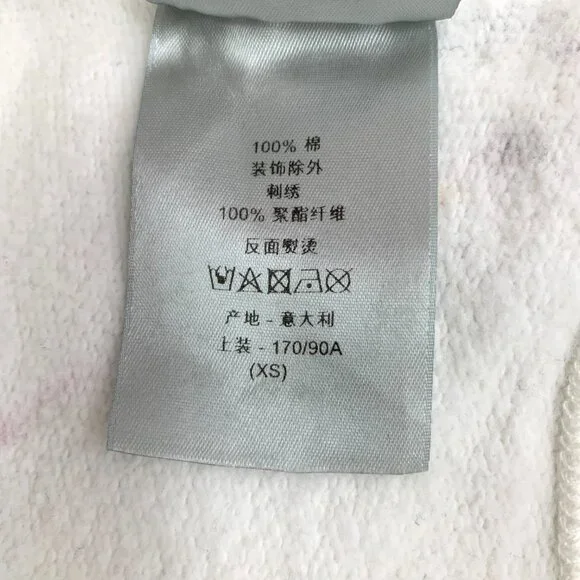 100% 棉
装饰除外
刺绣
100% 聚酯纤维
反面熨烫
产地 - 意大利
上装 - 170/90A
(XS)